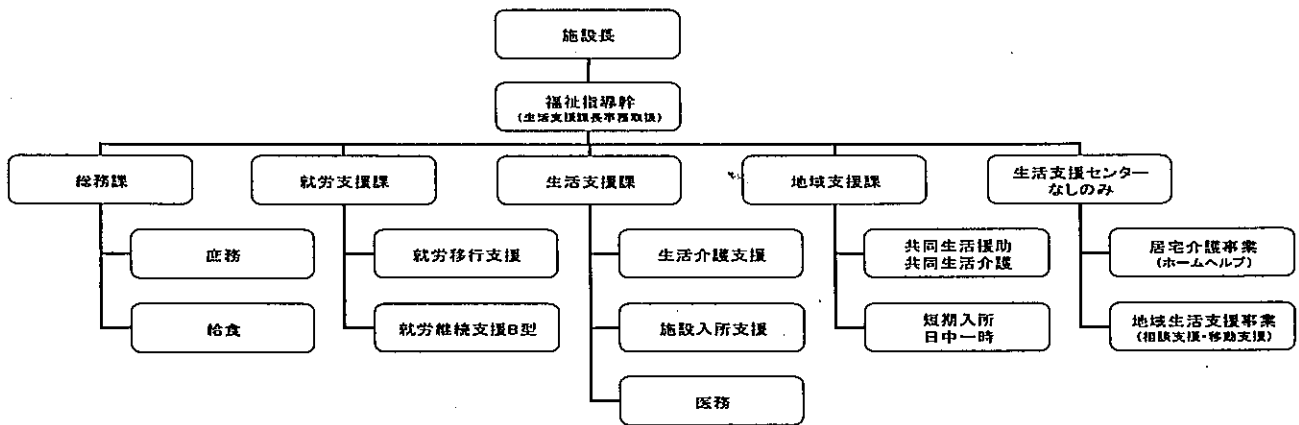 施設長
福祉指導幹
(生活支援課長事務取扱)
総務課
就労支援課
生活支援課
地域支援課
生活支援センター
なしのみ
庶務
就労移行支援
生活介護支援
共同生活援助
共同生活介護
居宅介護事業
(ホームヘルプ)
給食
就労継続支援B型
施設入所支援
短期入所
日中一時
地域生活支援事業
(相談支援・移動支援)
医務